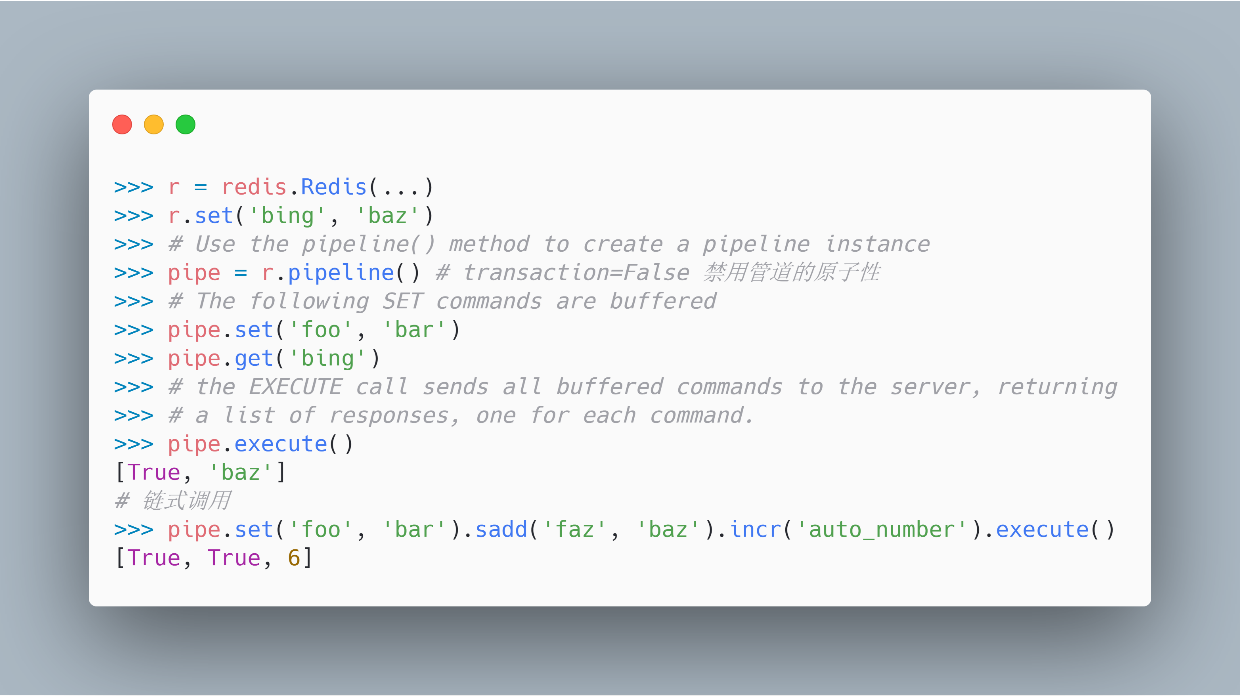 >>> r = redis.Redis(...)
>>> r.set('bing', 'baz')
>>> # Use the pipeline() method to create a pipeline instance
>>> pipe = r.pipeline() # transaction=False 禁用管道的原子性
>>> # The following SET commands are buffered
>>> pipe.set('foo', 'bar')
>>> pipe.get('bing')
>>> # the EXECUTE call sends all buffered commands to the server, returning
>>> # a list of responses, one for each command.
>>> pipe.execute()
[True, 'baz']
# 链式调用
>>> pipe.set('foo', 'bar').sadd('faz', 'baz').incr('auto_number').execute()
[True, True, 6]